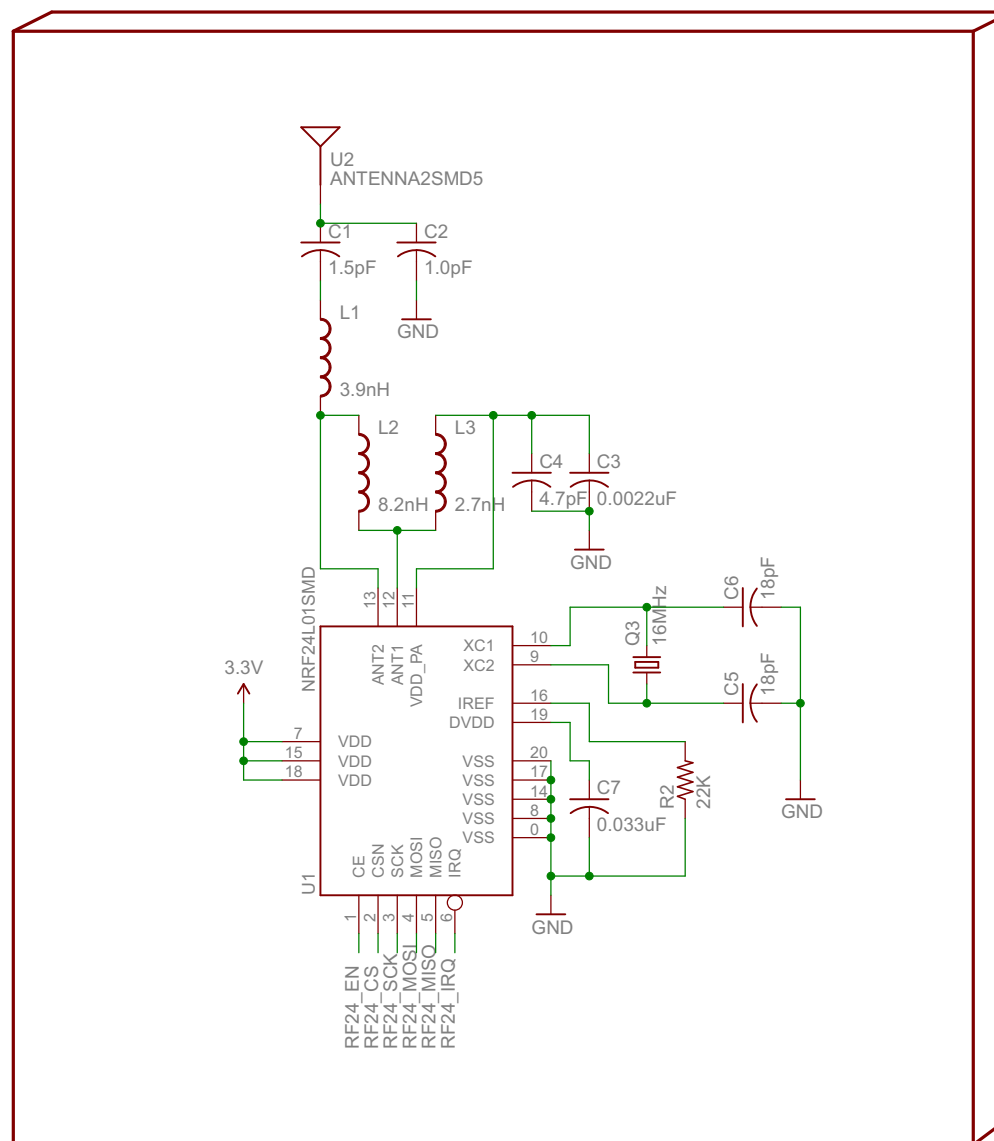 U2
ANTENNA2SMD5
C1
C2
1.5pF
1.0pF
L1
GND
3.9nH
L2
L3
C4
C3
8.2nH
2.7nH
4.7pF
0.0022uF
GND
NRF24L01SMD
13
12
11
ANT2
ANT1
VDD_PA
XC1
10
XC2
9
Q3
16MHz
C6
18pF
C5
18pF
GND
3.3V
IREF
16
DVDD
19
7
VDD
15
VDD
18
VDD
VSS
20
VSS
17
VSS
14
VSS
8
VSS
0
C7
0.033uF
R2
22K
CE
CSN
SCK
MOSI
MISO
IRQ
U1
1
2
3
4
5
6
GND
RF24_EN
RF24_CS
RF24_SCK
RF24_MOSI
RF24_MISO
RF24_IRQ